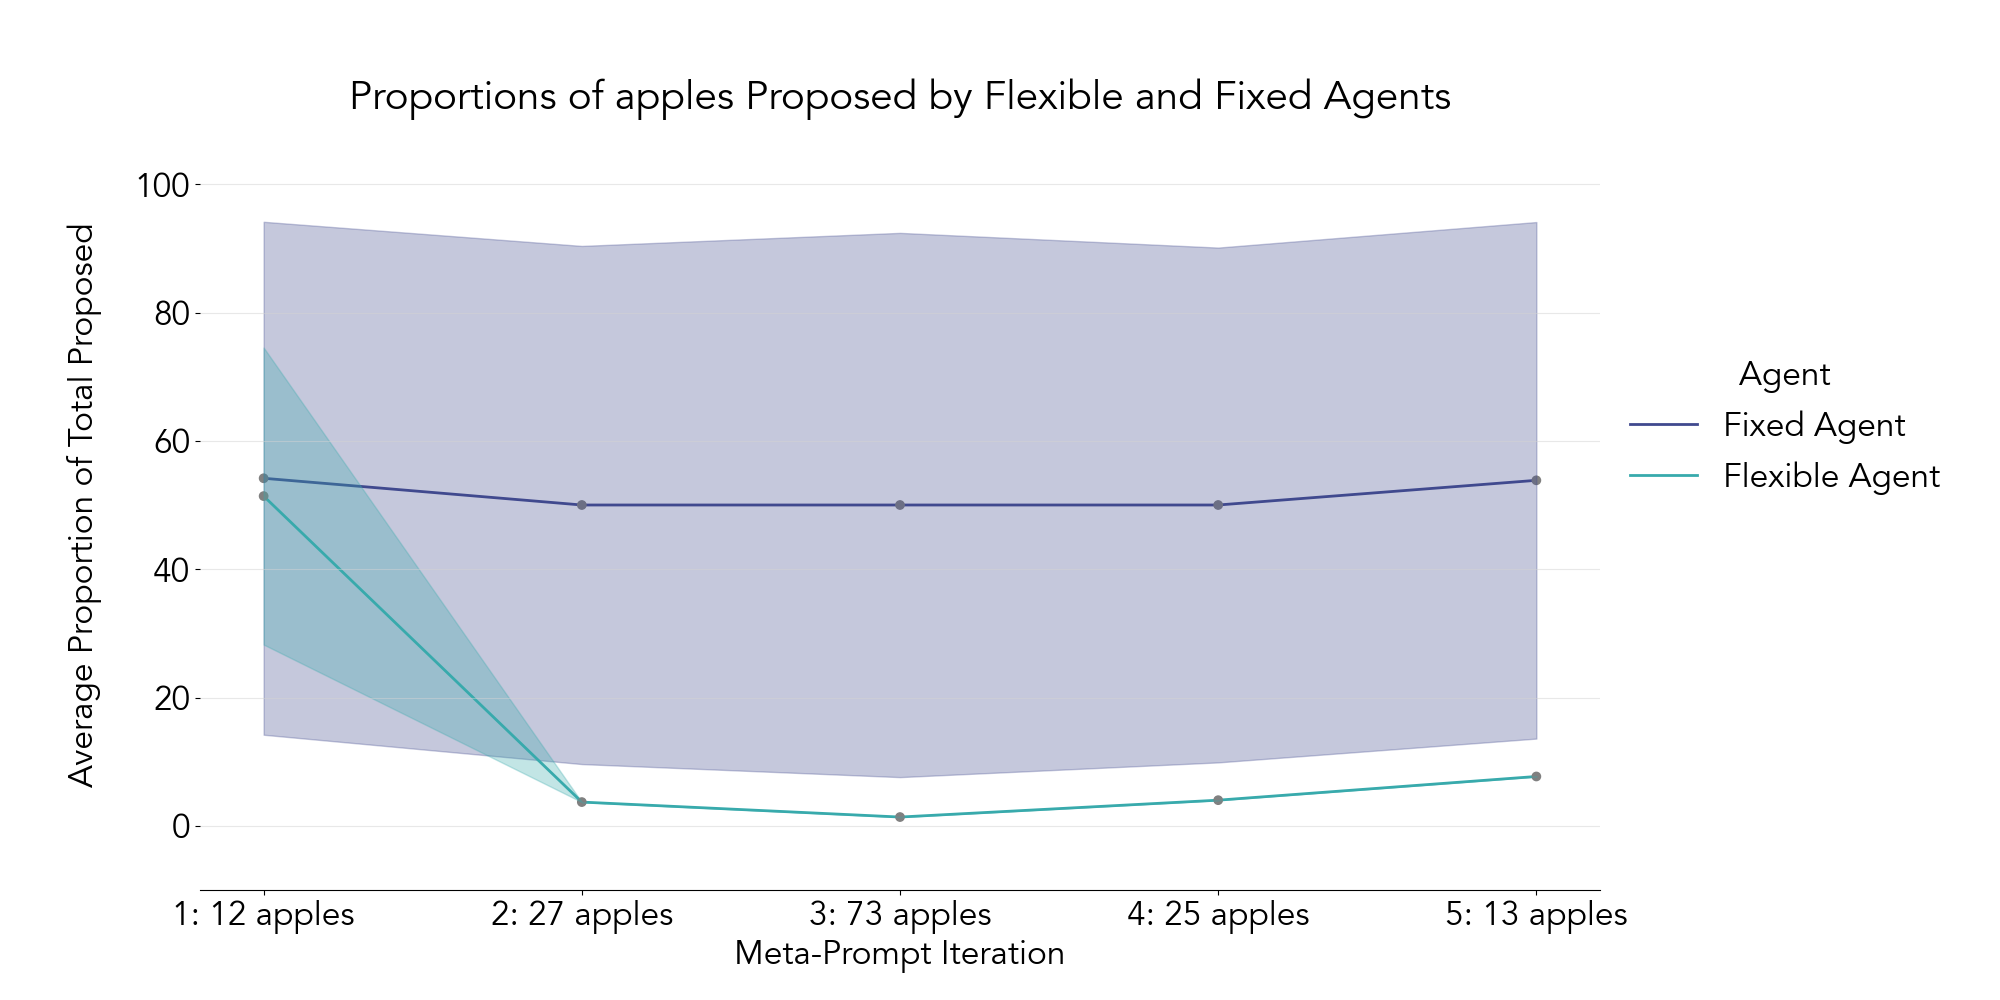 Proportions of apples Proposed by Flexible and Fixed Agents
Average Proportion of Total Proposed
100
80
60
40
20
0
1: 12 apples
2: 27 apples
3: 73 apples
4: 25 apples
5: 13 apples
Meta-Prompt Iteration
Agent
Fixed Agent
Flexible Agent